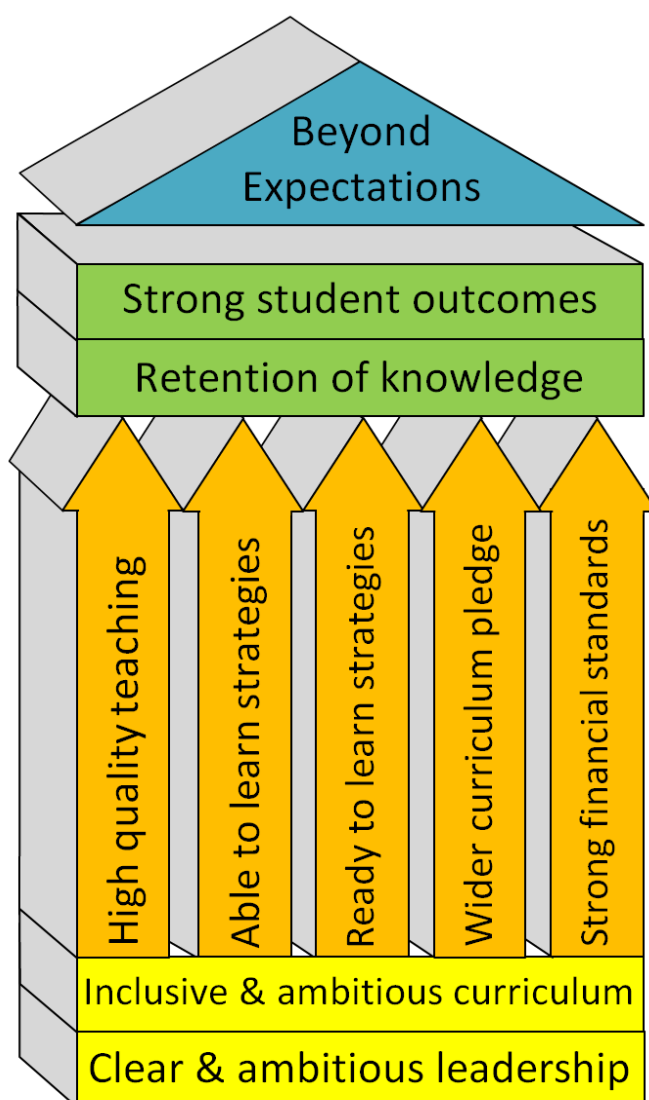 Beyond
Expectations
Strong student outcomes
Retention of knowledge
High quality teaching
Able to learn strategies
Ready to learn strategies
Wider curriculum pledge
Strong financial standards
Inclusive & ambitious curriculum
Clear & ambitious leadership